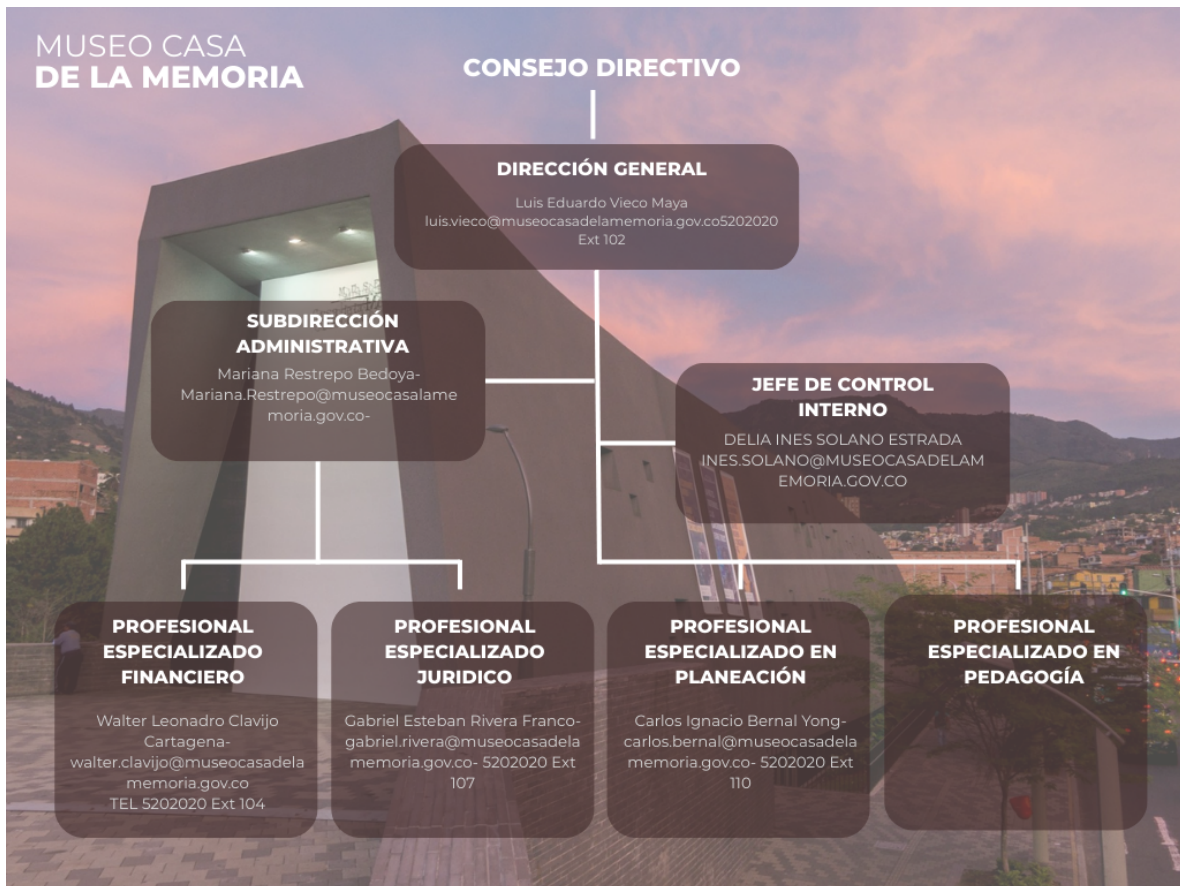 MUSEO CASA
DE LA MEMORIA
CONSEJO DIRECTIVO
DIRECCIÓN GENERAL
Luis Eduardo Vieco Maya
luis.vieco@museocasadelamemoria.gov.co5202020
Ext 102
SUBDIRECCIÓN
ADMINISTRATIVA
Mariana Restrepo Bedoya-
Mariana.Restrepo@museocasalame
moria.gov.co-
JEFE DE CONTROL
INTERNO
DELIA INES SOLANO ESTRADA
INES.SOLANO@MUSEOCASADELAM
EMORIA.GOV.CO
PROFESIONAL
ESPECIALIZADO
FINANCIERO
Walter Leonadro Clavijo
Cartagena-
walter.clavijo@museocasadela
memoria.gov.co
TEL 5202020 Ext 104
PROFESIONAL
ESPECIALIZADO
JURIDICO
Gabriel Esteban Rivera Franco-
gabriel.rivera@museocasadela
memoria.gov.co- 5202020 Ext
107
PROFESIONAL
ESPECIALIZADO EN
PLANEACIÓN
Carlos Ignacio Bernal Yong-
carlos.bernal@museocasadela
memoria.gov.co- 5202020 Ext
110
PROFESIONAL
ESPECIALIZADO EN
PEDAGOGÍA